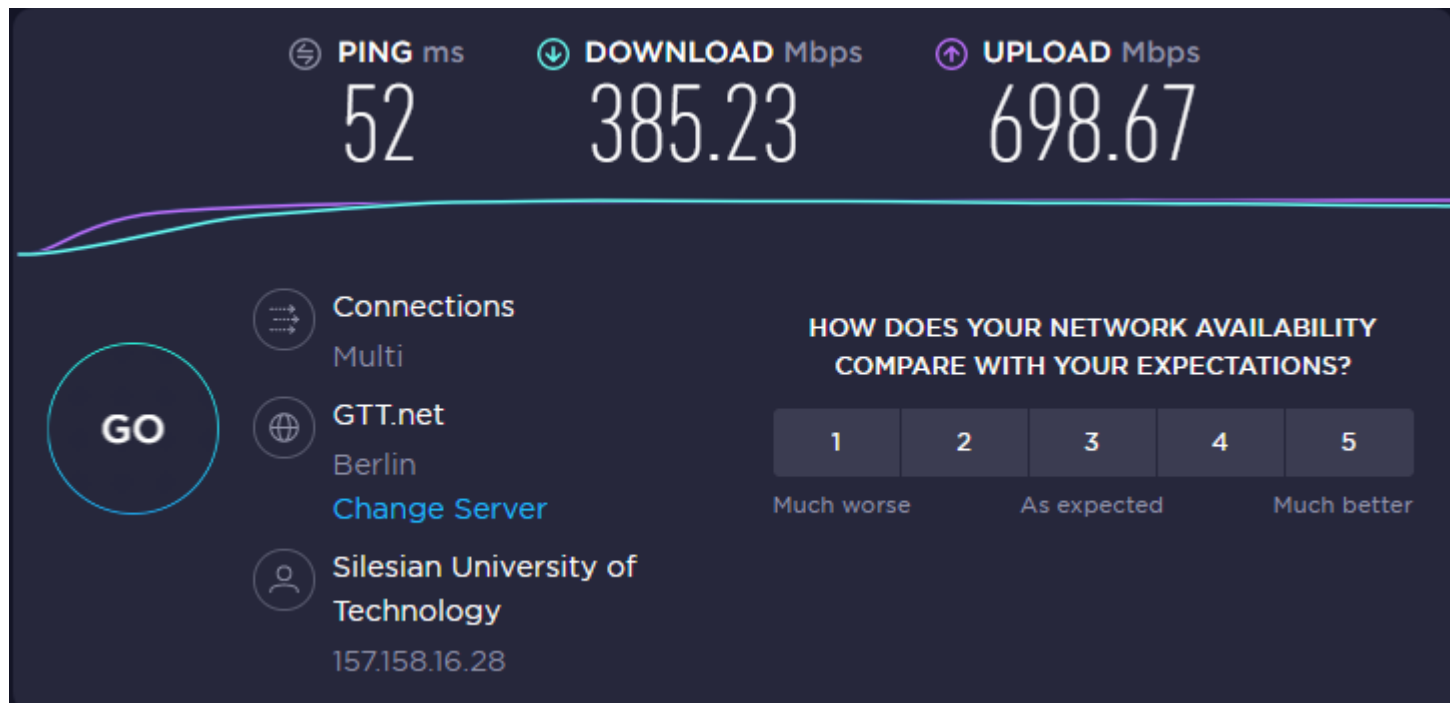 PING ms
52
DOWNLOAD Mbps
385.23
UPLOAD Mbps
698.67
GO
Connections
Multi
GTT.net
Berlin
Change Server
Silesian University of
Technology
157.158.16.28
HOW DOES YOUR NETWORK AVAILABILITY
COMPARE WITH YOUR EXPECTATIONS?
1 2 3 4 5
Much worse As expected Much better